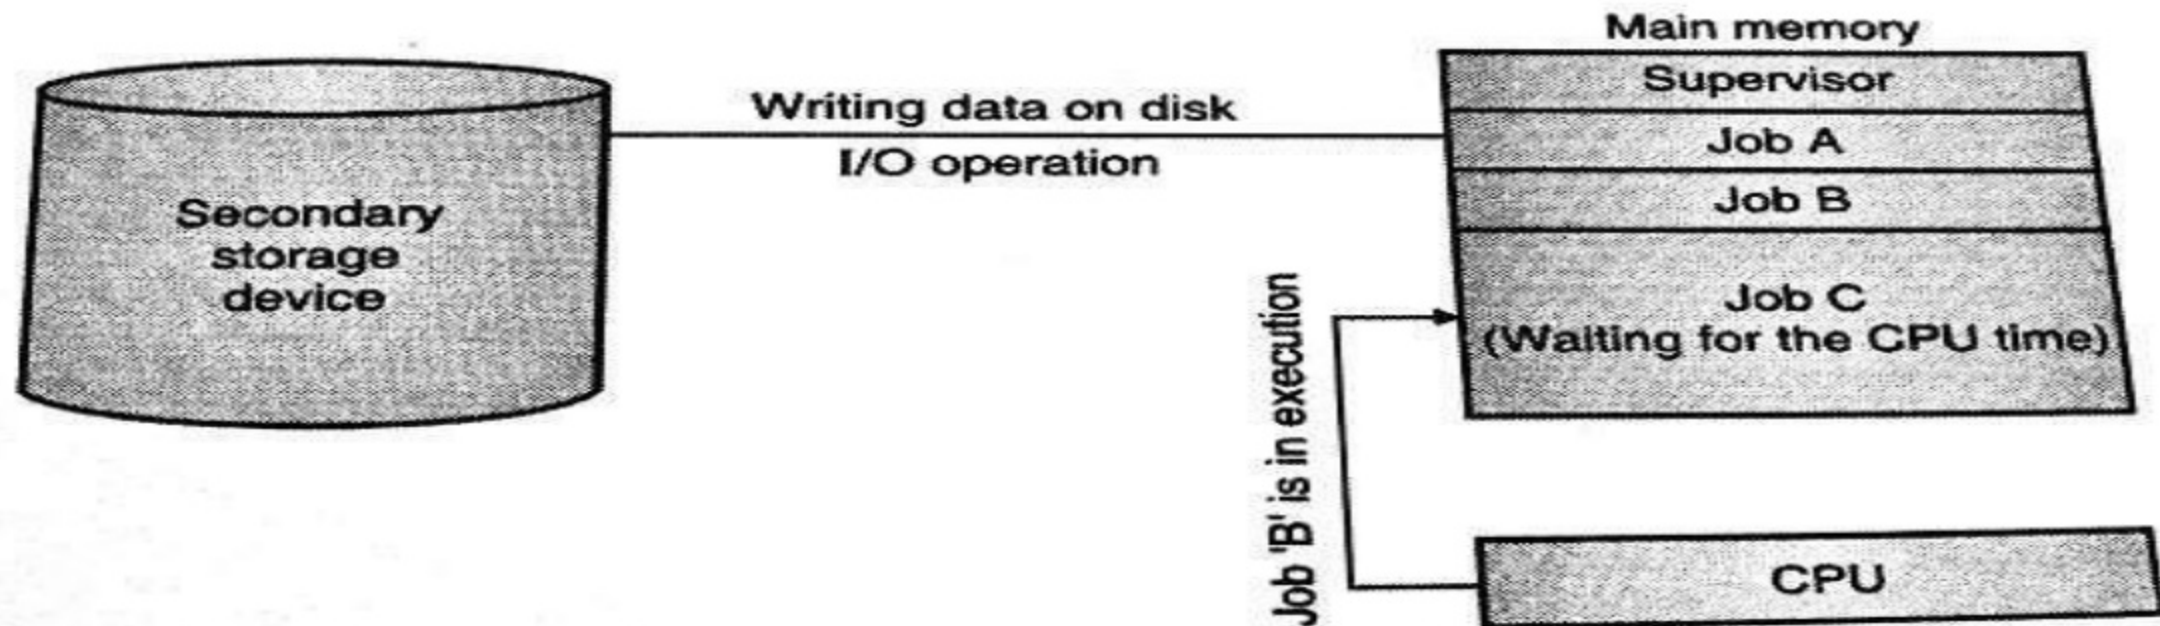 Main memory
Supervisor
Writing data on disk
Job A
I/O operation
Job B
Secondary
storage
device
Job C
(Waiting for the CPU time)
Job 'B' is in execution
CPU